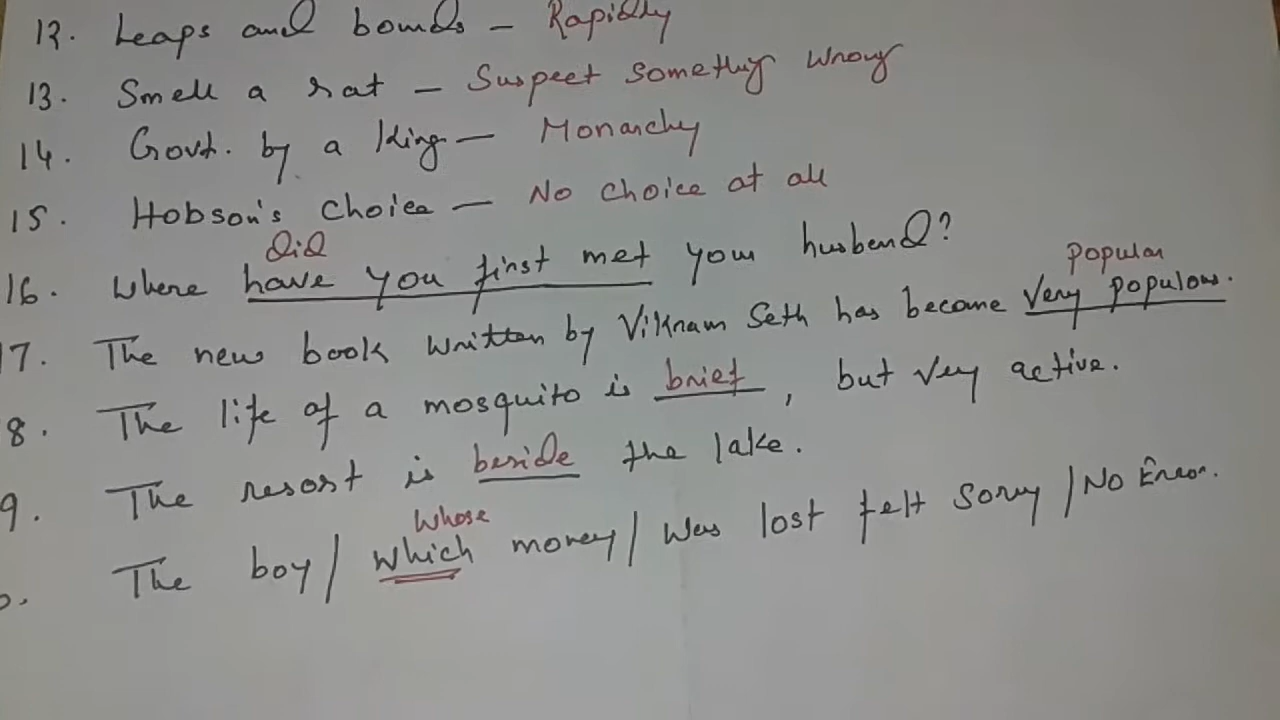 12. Leaps and bounds - Rapidly
13. Smell a rat - Suspect something wrong
14. Govt. by a King - Monarchy
15. Hobson's choice - No choice at all
Did
16. Where have you first met your husband?
Popular
17. The new book written by Vikram Seth has become very populous.
8. The life of a mosquito is brief, but very active.
9. The resort is beside the lake.
Whose
The boy / which money / was lost felt sorry / No Error.